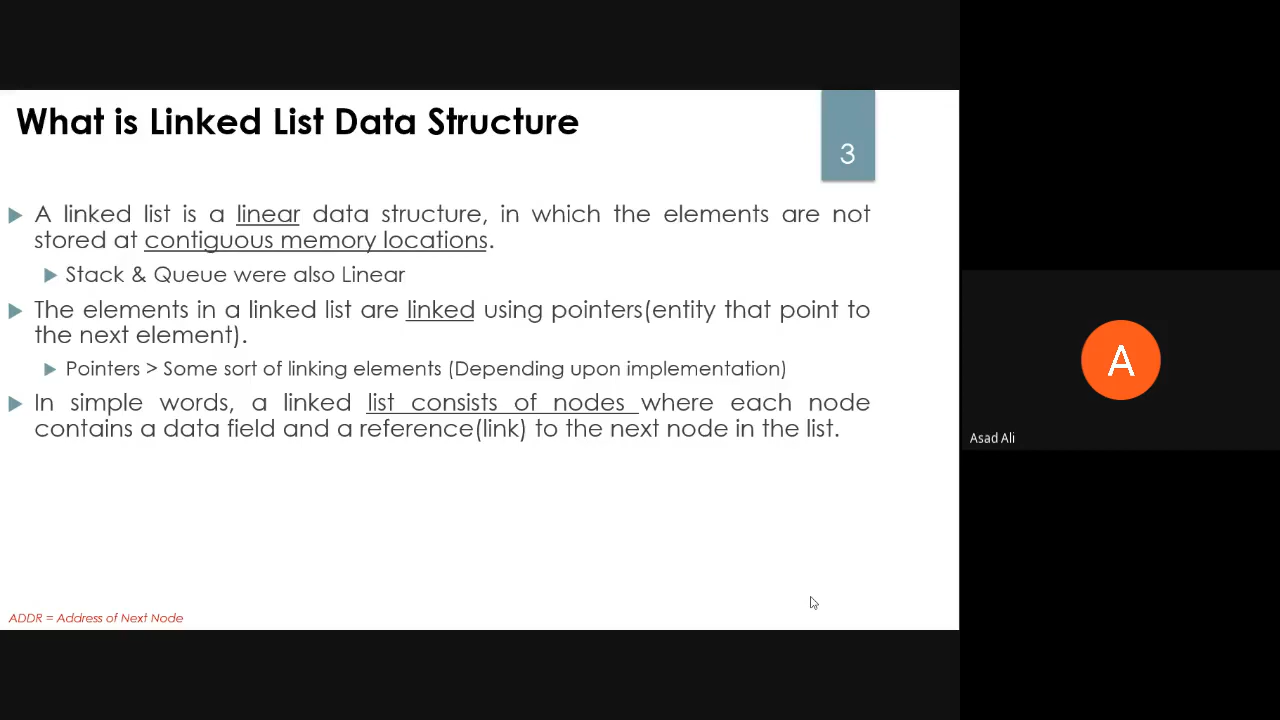 What is Linked List Data Structure
3
A linked list is a linear data structure, in which the elements are not
stored at contiguous memory locations.
Stack & Queue were also Linear
The elements in a linked list are linked using pointers(entity that point to
the next element).
Pointers > Some sort of linking elements (Depending upon implementation)
In simple words, a linked list consists of nodes where each node
contains a data field and a reference(link) to the next node in the list.
ADDR = Address of Next Node
A
Asad Ali